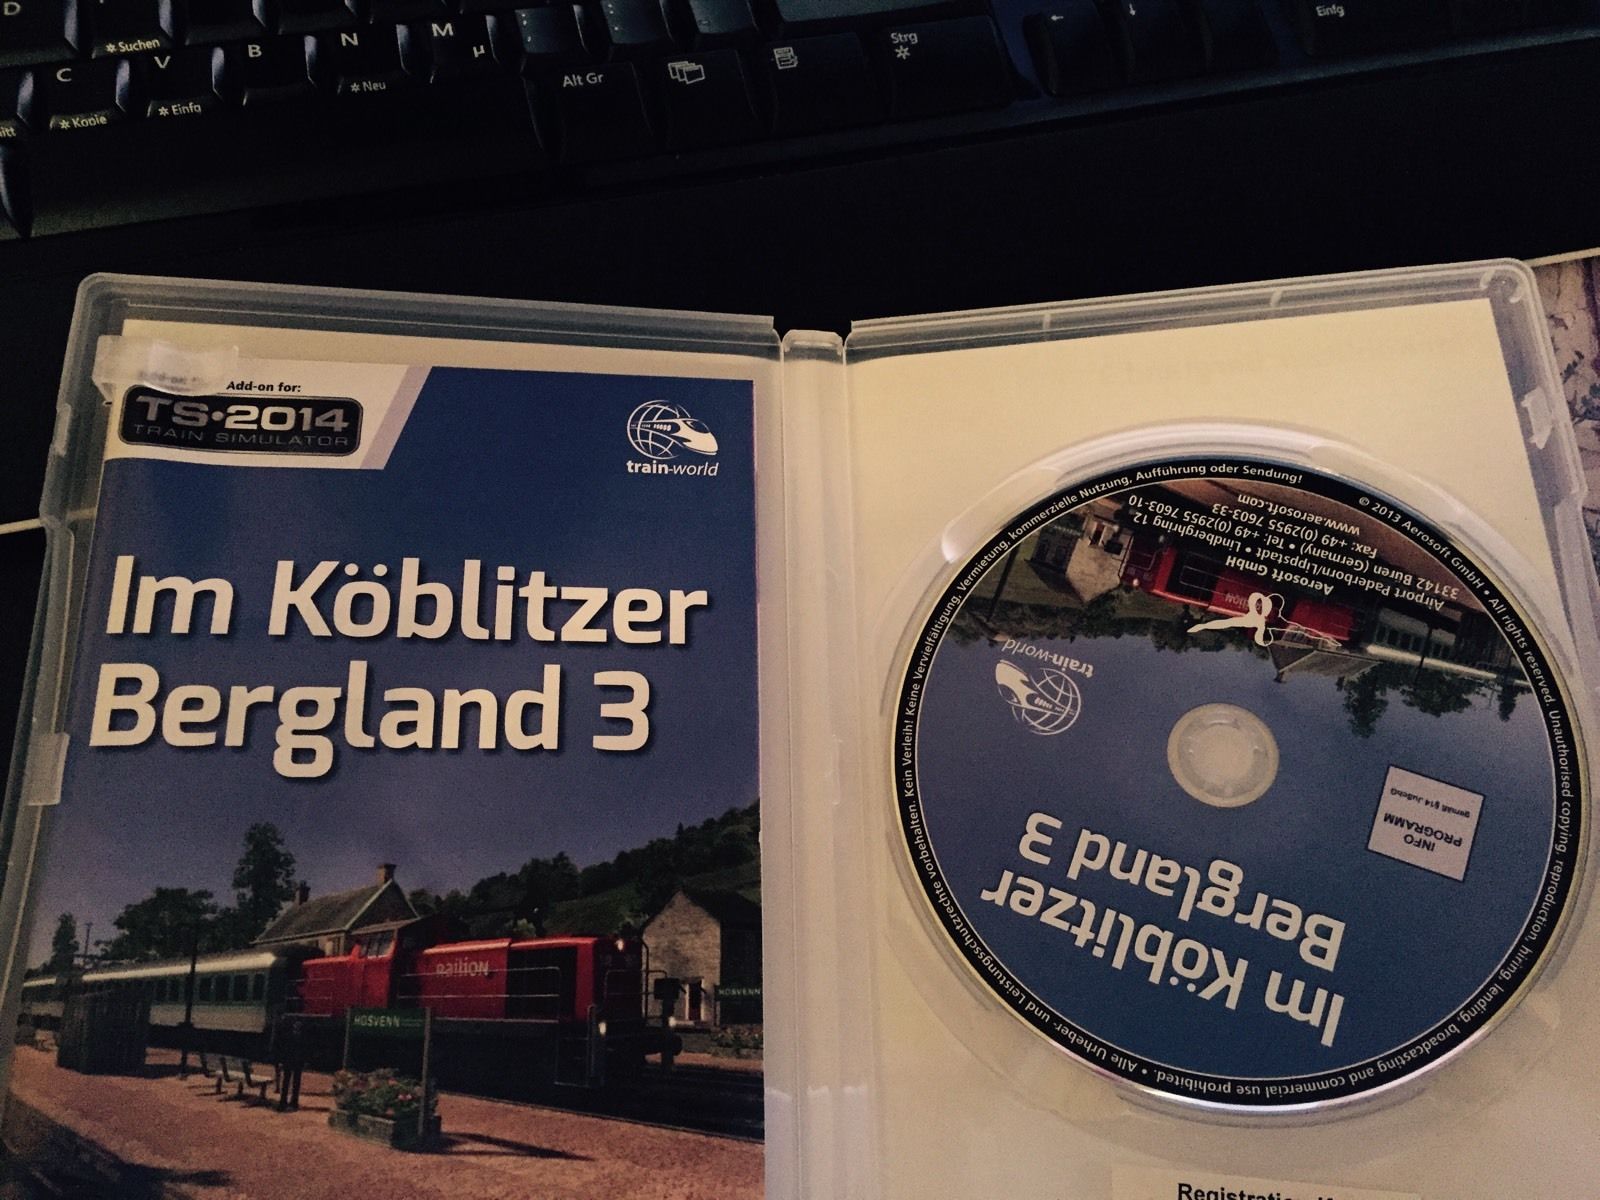 D
* Suchen
C
* Kopie
V
* Einfg
B
N
* Neu
M
µ
Alt Gr
Strg
*
←
↓
Einfg
Add-on for:
TS•2014
TRAIN SIMULATOR
train-world
Im Köblitzer
Bergland 3
RaiLiON
HOSVENN
HOSVENN
© 2013 Aerosoft GmbH • All rights reserved. Unauthorised copying, reproduction, hiring, lending, broadcasting and commercial use prohibited. • Alle Urheber- und Leistungsschutzrechte vorbehalten. Kein Verleih! Keine Vervielfältigung, Vermietung, kommerzielle Nutzung, Aufführung oder Sendung!
Im Köblitzer
Bergland 3
INFO
PROGRAMM
gemäß §14 JuSchG
train-world
Aerosoft GmbH
Airport Paderborn/Lippstadt • Lindberghring 12
33142 Büren (Germany) • Tel: +49 (0)2955 7603-10
Fax: +49 (0)2955 7603-33
www.aerosoft.com